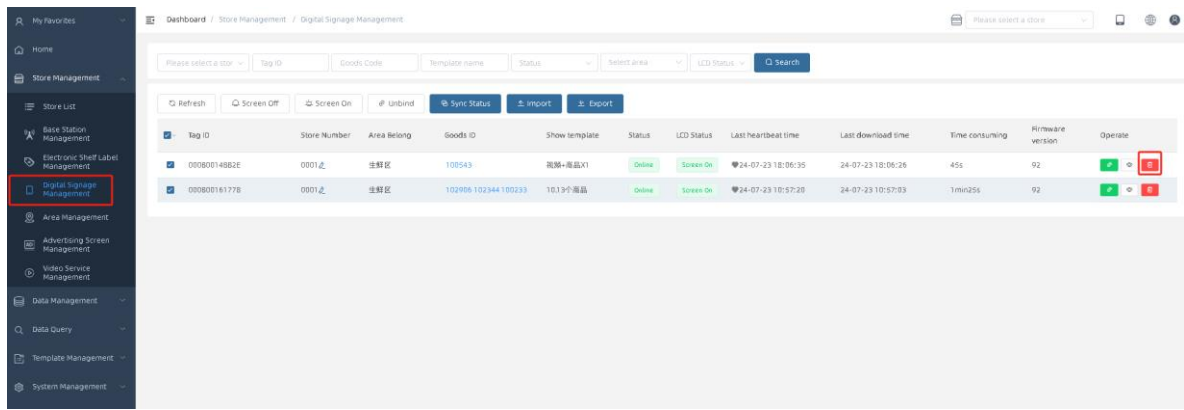 My Favorites
Dashboard / Store Management / Digital Signage Management
Please select a store
Home
Store Management
Please select a stor
Tag ID
Goods Code
Template name
Status
Select area
LCD Status
Search
Store List
Refresh
Screen Off
Screen On
Unbind
Sync Status
Import
Export
Base Station
Management
Tag ID
Store Number
Area Belong
Goods ID
Show template
Status
LCD Status
Last heartbeat time
Last download time
Time consuming
Firmware
version
Operate
Electronic Shelf Label
Management
00080014BB2E
0001
生鲜区
100543
视频+商品X1
Online
Screen On
24-07-23 18:06:35
24-07-23 18:06:26
45s
92
Digital Signage
Management
000800161778
0001
生鲜区
102906 102344 100233
10.13个商品
Online
Screen On
24-07-23 10:57:20
24-07-23 10:57:03
1min25s
92
Area Management
AD
Advertising Screen
Management
Video Service
Management
Data Management
Data Query
Template Management
System Management